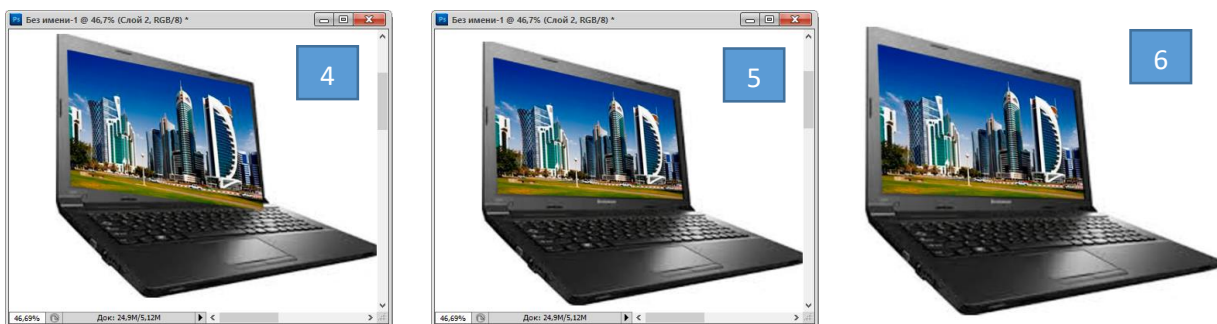 Без имени-1 @ 46,7% (Слой 2, RGB/8) *
4
46,69%
Док: 24,9M/5,12M
Без имени-1 @ 46,7% (Слой 2, RGB/8) *
5
46,69%
Док: 24,9M/5,12M
6